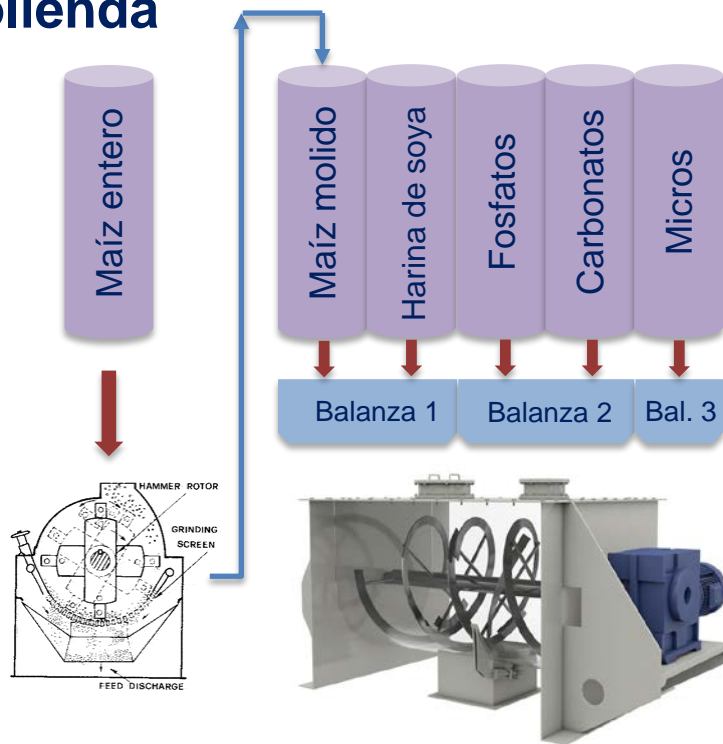 Maíz entero
Maíz molido
Harina de soya
Fosfatos
Carbonatos
Micros
Balanza 1
Balanza 2
Bal. 3
HAMMER ROTOR
GRINDING
SCREEN
FEED DISCHARGE